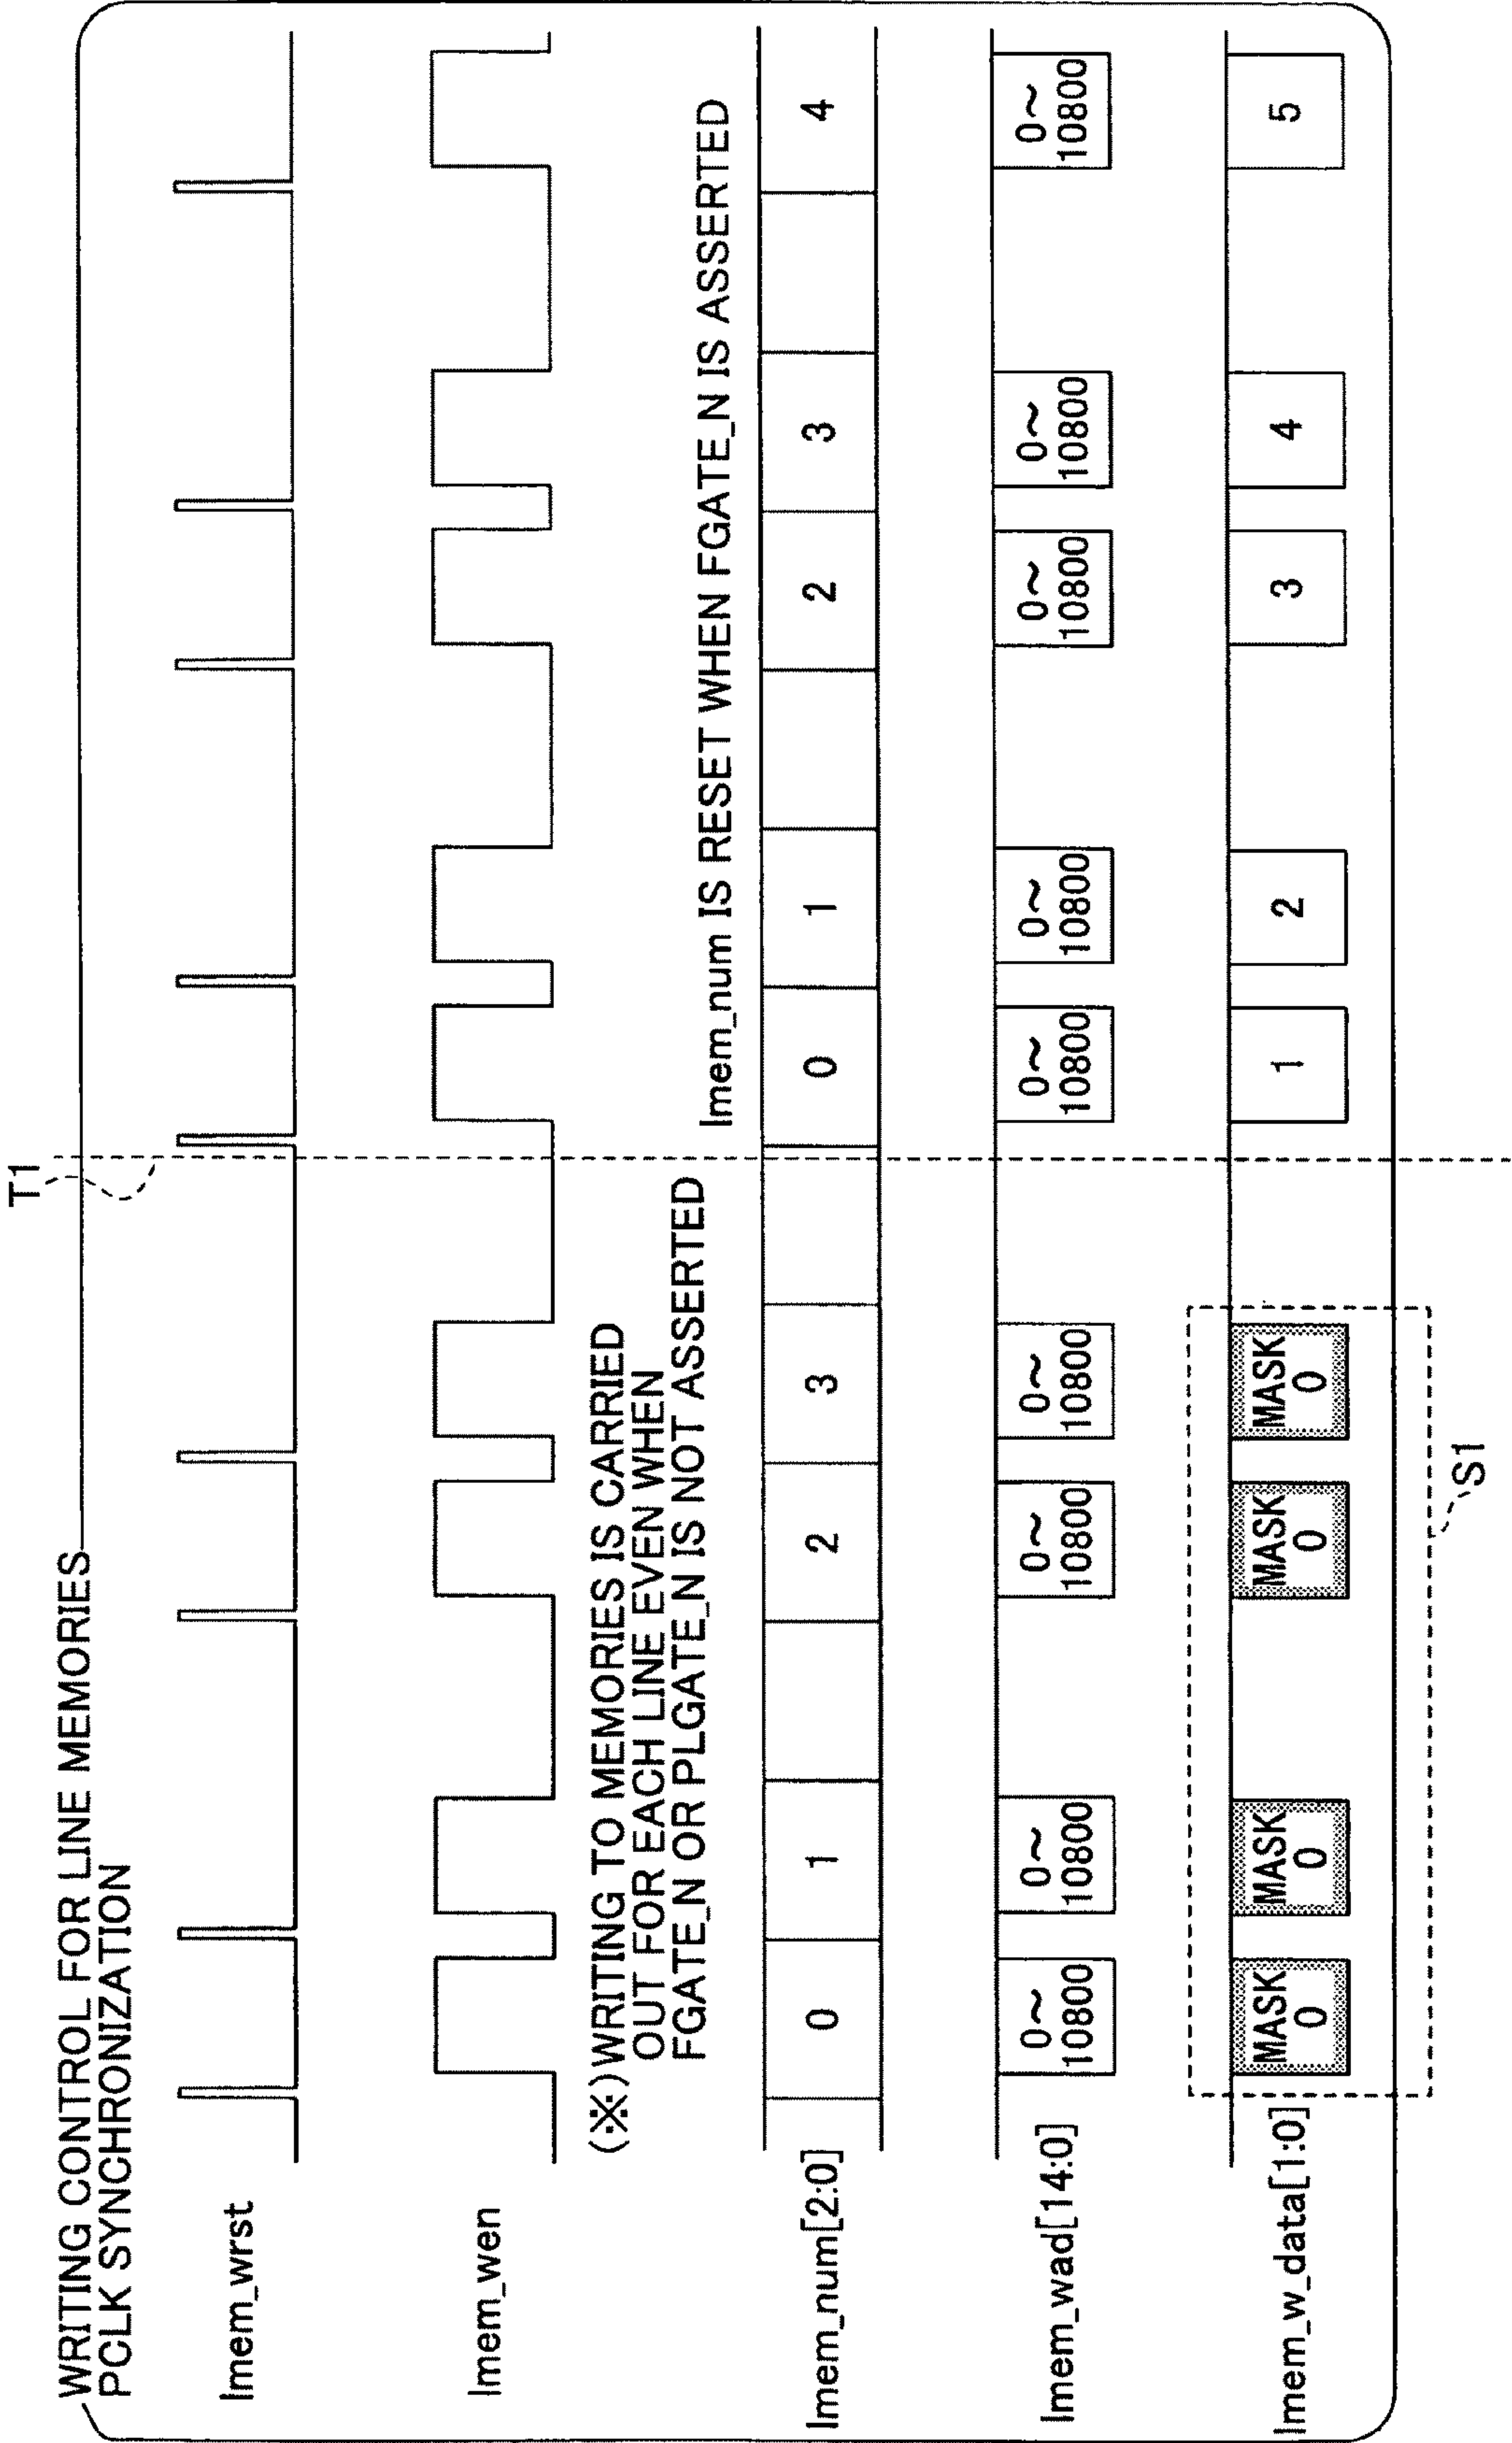 T1
WRITING CONTROL FOR LINE MEMORIES
PCLK SYNCHRONIZATION
lmem_wrst
lmem_wen
(※)WRITING TO MEMORIES IS CARRIED
OUT FOR EACH LINE EVEN WHEN
FGATE_N OR PLGATE_N IS NOT ASSERTED
lmem_num IS RESET WHEN FGATE_N IS ASSERTED
lmem_num[2:0]
0 1 2 3 0 1 2 3 4
lmem_wad[14:0]
0~ 0~ 0~ 0~ 0~ 0~ 0~ 0~ 0~
10800 10800 10800 10800 10800 10800 10800 10800 10800
lmem_w_data[1:0]
MASK MASK MASK MASK
0 0 0 0 1 2 3 4 5
S1